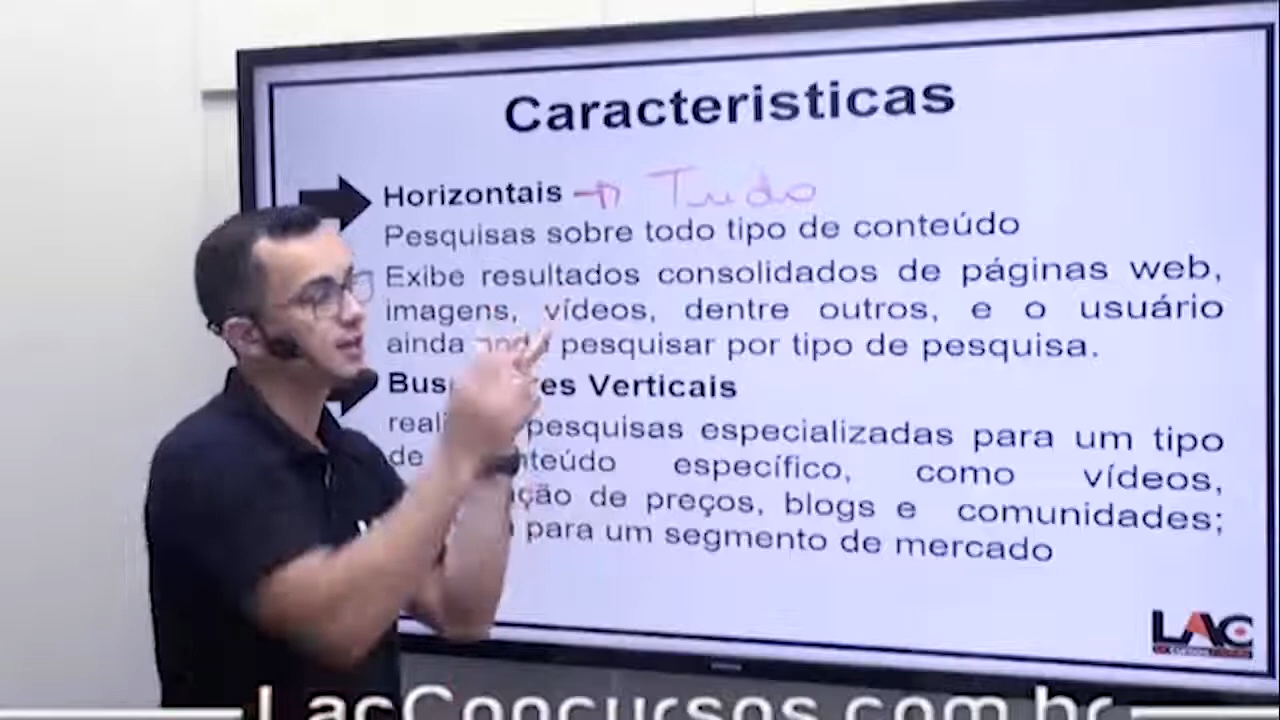 Caracteristicas
Horizontais → Tudo
Pesquisas sobre todo tipo de conteúdo
Exibe resultados consolidados de páginas web,
imagens, vídeos, dentre outros, e o usuário
ainda pesquisar por tipo de pesquisa.
Verticais
pesquisas especializadas para um tipo
de específico, como vídeos,
de preços, blogs e comunidades;
para um segmento de mercado
LAC
LacConcursos.com.br